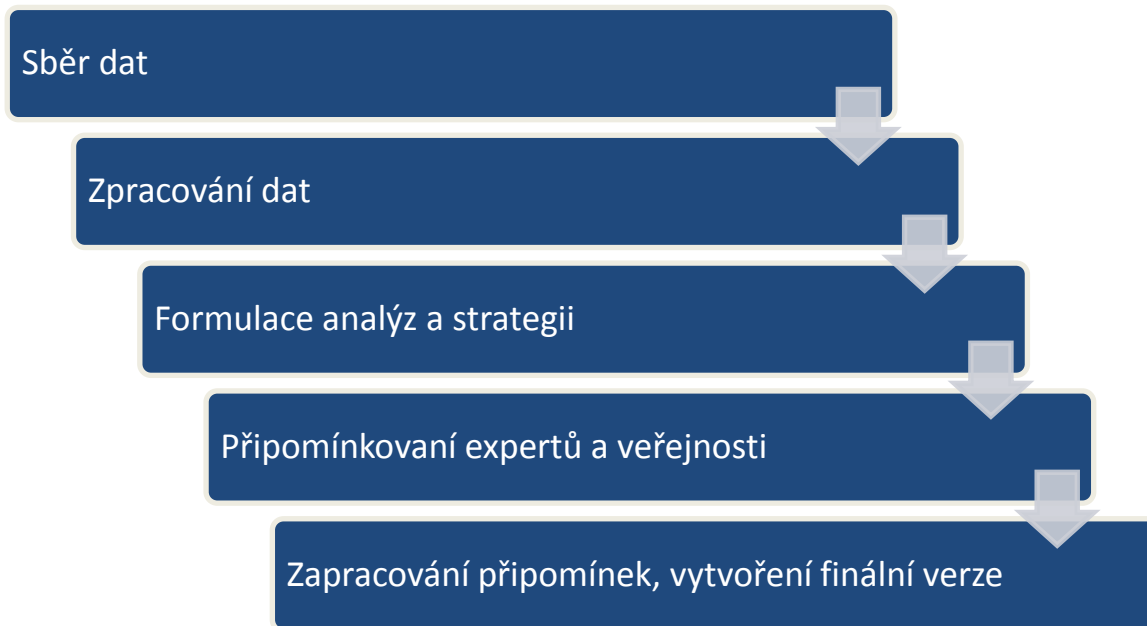 Sběr dat
Zpracování dat
Formulace analýz a strategii
Připomínkovaní expertů a veřejnosti
Zapracování připomínek, vytvoření finální verze